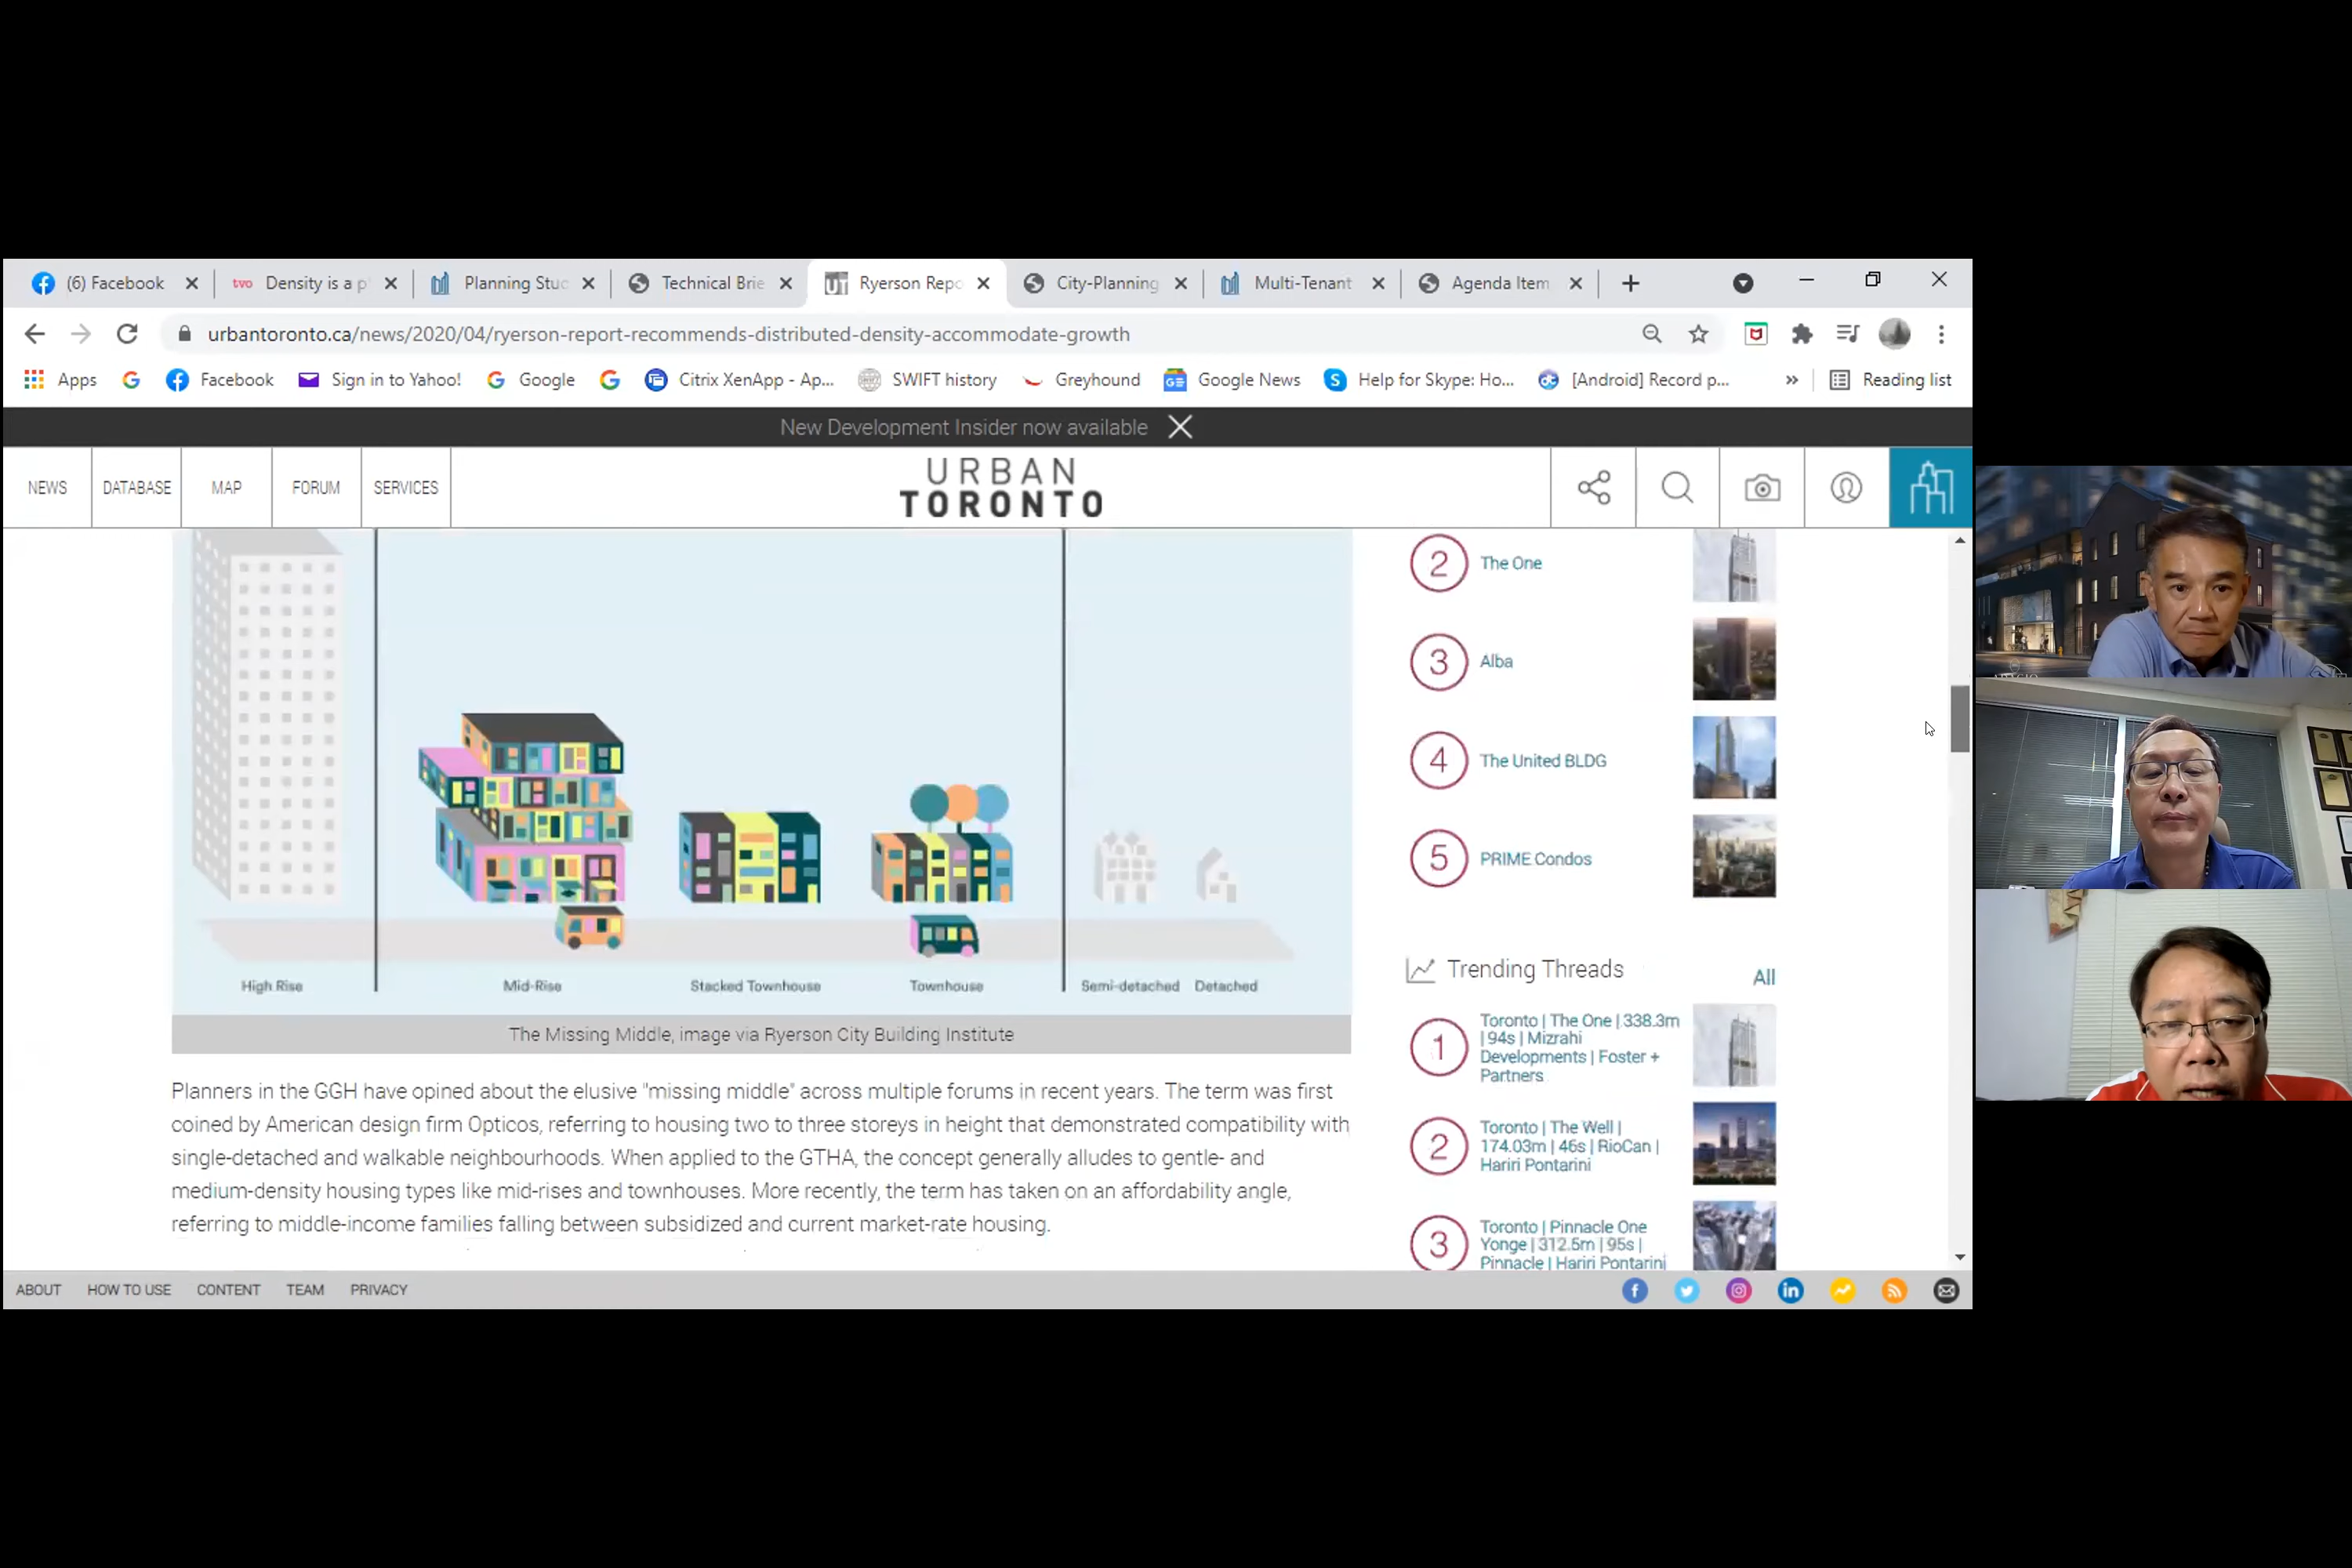 (6) Facebook
tvo Density is a p
Planning Stuc
Technical Brie
Ryerson Repo
City-Planning
Multi-Tenant
Agenda Item
urbantoronto.ca/news/2020/04/ryerson-report-recommends-distributed-density-accommodate-growth
Apps
Facebook
Sign in to Yahoo!
Google
Citrix XenApp - Ap...
SWIFT history
Greyhound
Google News
Help for Skype: Ho...
[Android] Record p...
Reading list
New Development Insider now available
NEWS
DATABASE
MAP
FORUM
SERVICES
URBAN
TORONTO
High Rise
Mid-Rise
Stacked Townhouse
Townhouse
Semi-detached
Detached
The Missing Middle, image via Ryerson City Building Institute
Planners in the GGH have opined about the elusive "missing middle" across multiple forums in recent years. The term was first
coined by American design firm Opticos, referring to housing two to three storeys in height that demonstrated compatibility with
single-detached and walkable neighbourhoods. When applied to the GTHA, the concept generally alludes to gentle- and
medium-density housing types like mid-rises and townhouses. More recently, the term has taken on an affordability angle,
referring to middle-income families falling between subsidized and current market-rate housing.
2 The One
3 Alba
4 The United BLDG
5 PRIME Condos
Trending Threads
All
1
Toronto | The One | 338.3m
| 94s | Mizrahi
Developments | Foster +
Partners
2
Toronto | The Well |
174.03m | 46s | RioCan |
Hariri Pontarini
3
Toronto | Pinnacle One
Yonge | 312.5m | 95s |
Pinnacle | Hariri Pontarini
ABOUT
HOW TO USE
CONTENT
TEAM
PRIVACY